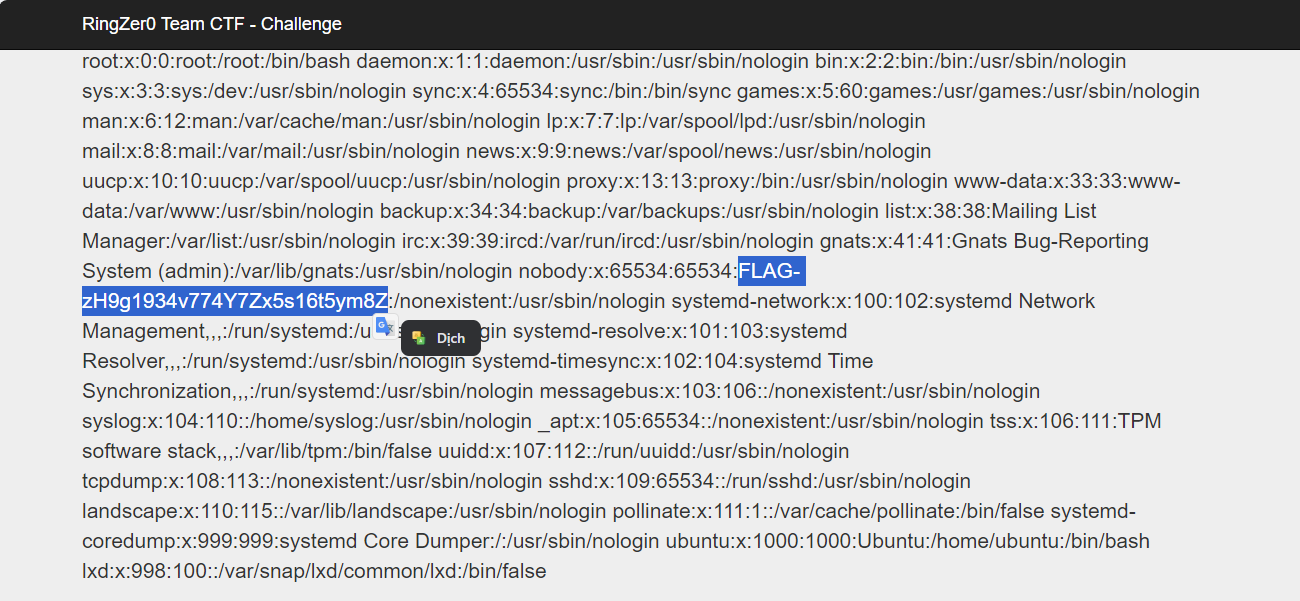 RingZer0 Team CTF - Challenge
root:x:0:0:root:/root:/bin/bash daemon:x:1:1:daemon:/usr/sbin:/usr/sbin/nologin bin:x:2:2:bin:/bin:/usr/sbin/nologin
sys:x:3:3:sys:/dev:/usr/sbin/nologin sync:x:4:65534:sync:/bin:/bin/sync games:x:5:60:games:/usr/games:/usr/sbin/nologin
man:x:6:12:man:/var/cache/man:/usr/sbin/nologin lp:x:7:7:lp:/var/spool/lpd:/usr/sbin/nologin
mail:x:8:8:mail:/var/mail:/usr/sbin/nologin news:x:9:9:news:/var/spool/news:/usr/sbin/nologin
uucp:x:10:10:uucp:/var/spool/uucp:/usr/sbin/nologin proxy:x:13:13:proxy:/bin:/usr/sbin/nologin www-data:x:33:33:www-
data:/var/www:/usr/sbin/nologin backup:x:34:34:backup:/var/backups:/usr/sbin/nologin list:x:38:38:Mailing List
Manager:/var/list:/usr/sbin/nologin irc:x:39:39:ircd:/var/run/ircd:/usr/sbin/nologin gnats:x:41:41:Gnats Bug-Reporting
System (admin):/var/lib/gnats:/usr/sbin/nologin nobody:x:65534:65534:FLAG-
zH9g1934v774Y7Zx5s16t5ym8Z:/nonexistent:/usr/sbin/nologin systemd-network:x:100:102:systemd Network
Management,,,:/run/systemd:/u gin systemd-resolve:x:101:103:systemd
Dịch
Resolver,,,:/run/systemd:/usr/sbin/nologin systemd-timesync:x:102:104:systemd Time
Synchronization,,,:/run/systemd:/usr/sbin/nologin messagebus:x:103:106::/nonexistent:/usr/sbin/nologin
syslog:x:104:110::/home/syslog:/usr/sbin/nologin _apt:x:105:65534::/nonexistent:/usr/sbin/nologin tss:x:106:111:TPM
software stack,,,:/var/lib/tpm:/bin/false uuidd:x:107:112::/run/uuidd:/usr/sbin/nologin
tcpdump:x:108:113::/nonexistent:/usr/sbin/nologin sshd:x:109:65534::/run/sshd:/usr/sbin/nologin
landscape:x:110:115::/var/lib/landscape:/usr/sbin/nologin pollinate:x:111:1::/var/cache/pollinate:/bin/false systemd-
coredump:x:999:999:systemd Core Dumper:/:/usr/sbin/nologin ubuntu:x:1000:1000:Ubuntu:/home/ubuntu:/bin/bash
lxd:x:998:100::/var/snap/lxd/common/lxd:/bin/false